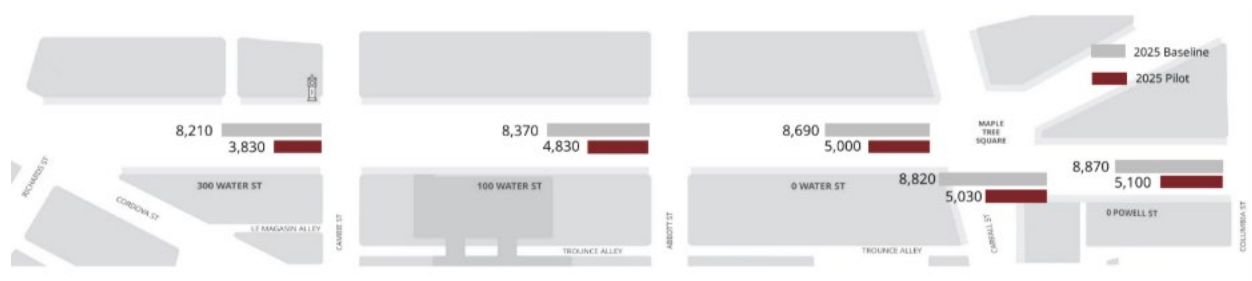 2025 Baseline
2025 Pilot
8,210
3,830
8,370
4,830
8,690
5,000
MAPLE
TREE
SQUARE
8,820
5,030
8,870
5,100
RICHARDS ST
CORDOVA ST
300 WATER ST
LE MAGASIN ALLEY
CAMBIE ST
100 WATER ST
TROUNCE ALLEY
ABBOTT ST
0 WATER ST
TROUNCE ALLEY
CARRALL ST
0 POWELL ST
COLUMBIA ST